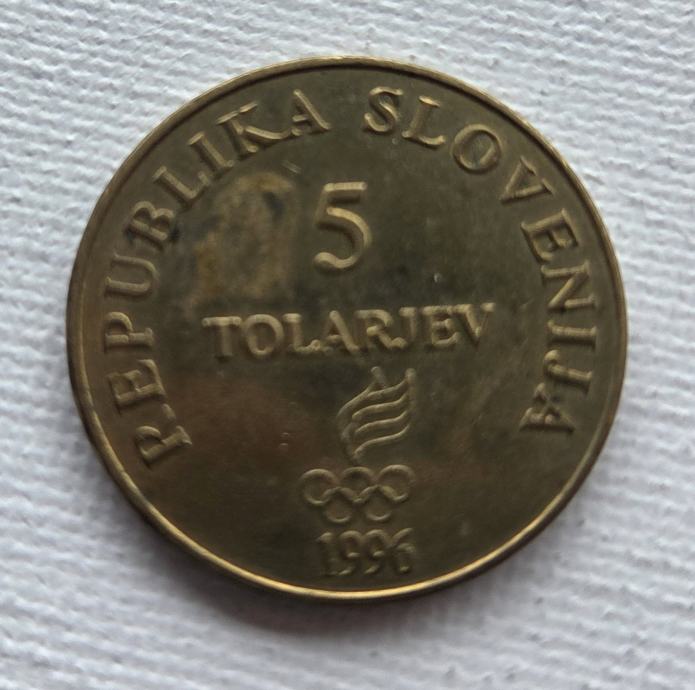 REPUBLIKA SLOVENIJA
5
TOLARJEV
1996